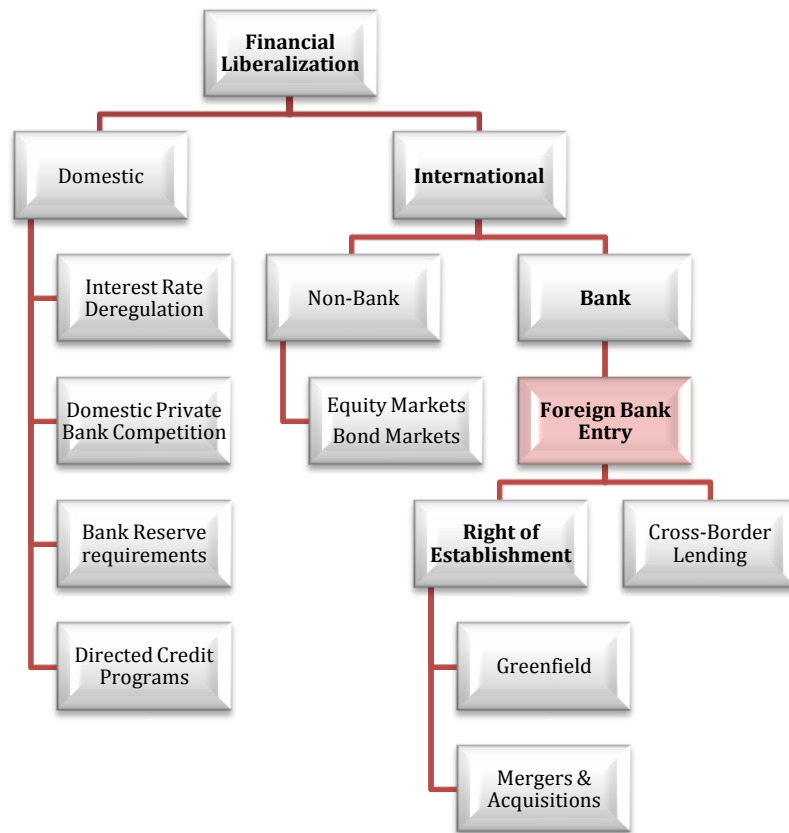 Financial
Liberalization
Domestic
International
Interest Rate
Deregulation
Non-Bank
Bank
Domestic Private
Bank Competition
Equity Markets
Bond Markets
Foreign Bank
Entry
Bank Reserve
requirements
Right of
Establishment
Cross-Border
Lending
Directed Credit
Programs
Greenfield
Mergers &
Acquisitions